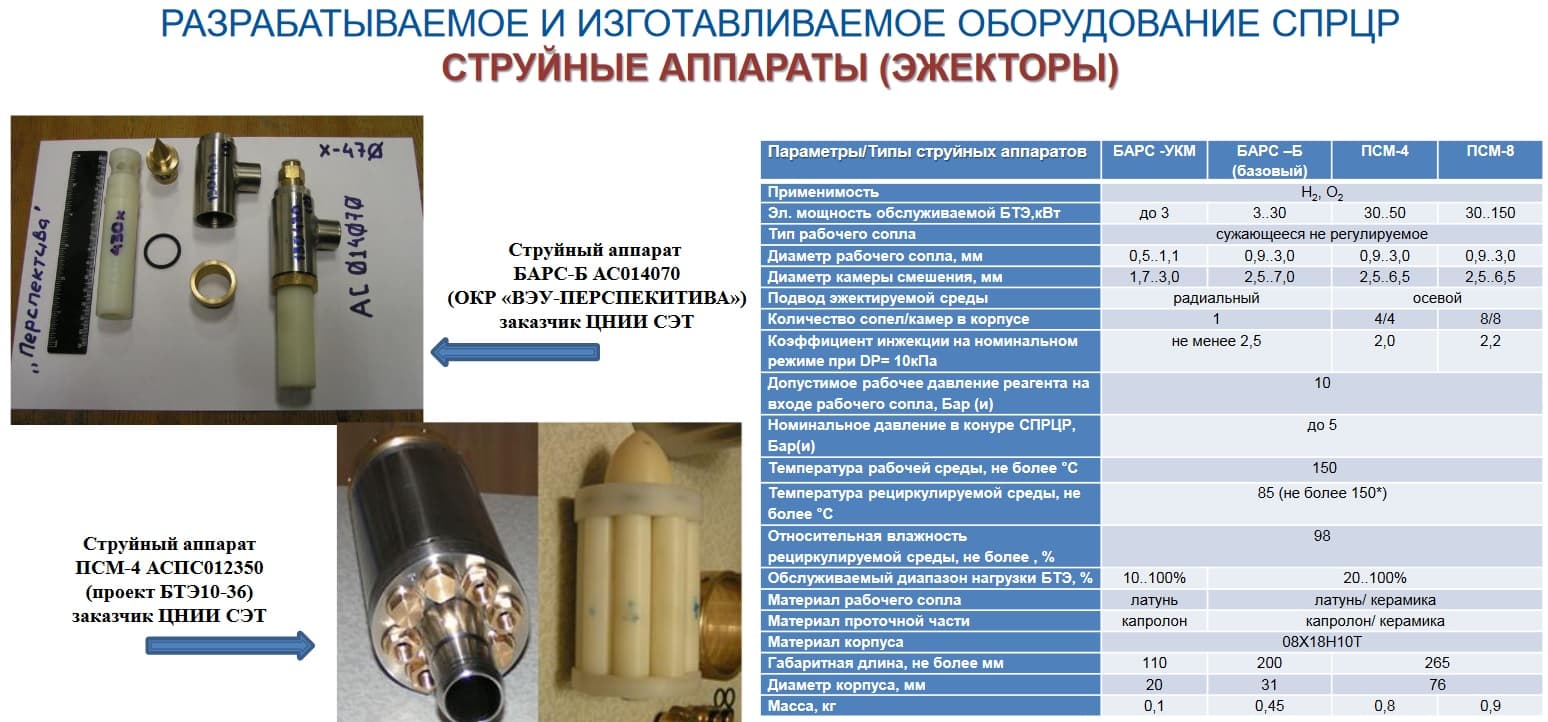 РАЗРАБАТЫВАЕМОЕ И ИЗГОТАВЛИВАЕМОЕ ОБОРУДОВАНИЕ СПРЦР
СТРУЙНЫЕ АППАРАТЫ (ЭЖЕКТОРЫ)
„Перспектива"
430к
130470
X-47Ø
АС Ø14Ø7Ø
Струйный аппарат
БАРС-Б АС014070
(ОКР «ВЭУ-ПЕРСПЕКИТИВА»)
заказчик ЦНИИ СЭТ
Струйный аппарат
ПСМ-4 АСПС012350
(проект БТЭ10-36)
заказчик ЦНИИ СЭТ
Параметры/Типы струйных аппаратов БАРС -УКМ БАРС –Б (базовый) ПСМ-4 ПСМ-8
Применимость H2, O2
Эл. мощность обслуживаемой БТЭ,кВт до 3 3..30 30..50 30..150
Тип рабочего сопла сужающееся не регулируемое
Диаметр рабочего сопла, мм 0,5..1,1 0,9..3,0 0,9..3,0 0,9..3,0
Диаметр камеры смешения, мм 1,7..3,0 2,5..7,0 2,5..6,5 2,5..6,5
Подвод эжектируемой среды радиальный осевой
Количество сопел/камер в корпусе 1 4/4 8/8
Коэффициент инжекции на номинальном
режиме при DP= 10кПа не менее 2,5 2,0 2,2
Допустимое рабочее давление реагента на
входе рабочего сопла, Бар (и) 10
Номинальное давление в конуре СПРЦР,
Бар(и) до 5
Температура рабочей среды, не более °С 150
Температура рециркулируемой среды, не
более °С 85 (не более 150*)
Относительная влажность
рециркулируемой среды, не более , % 98
Обслуживаемый диапазон нагрузки БТЭ, % 10..100% 20..100%
Материал рабочего сопла латунь латунь/ керамика
Материал проточной части капролон капролон/ керамика
Материал корпуса 08Х18Н10Т
Габаритная длина, не более мм 110 200 265
Диаметр корпуса, мм 20 31 76
Масса, кг 0,1 0,45 0,8 0,9